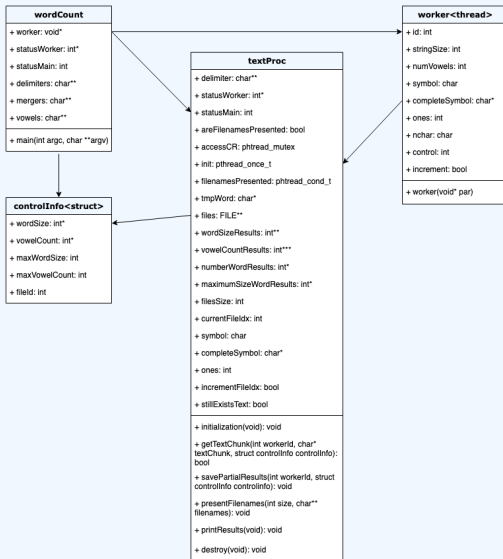 wordCount
+ worker: void*
+ statusWorker: int*
+ statusMain: int
+ delimiters: char**
+ mergers: char**
+ vowels: char**
+ main(int argc, char **argv)
controlInfo<struct>
+ wordSize: int*
+ vowelCount: int*
+ maxWordSize: int
+ maxVowelCount: int
+ fileId: int
textProc
+ delimiter: char**
+ statusWorker: int*
+ statusMain: int
+ areFilenamesPresented: bool
+ accessCR: phtread_mutex
+ init: pthread_once_t
+ filenamesPresented: phtread_cond_t
+ tmpWord: char*
+ files: FILE**
+ wordSizeResults: int**
+ vowelCountResults: int***
+ numberWordResults: int*
+ maximumSizeWordResults: int*
+ filesSize: int
+ currentFileIdx: int
+ symbol: char
+ completeSymbol: char*
+ ones: int
+ incrementFileIdx: bool
+ stillExistsText: bool
+ initialization(void): void
+ getTextChunk(int workerId, char*
textChunk, struct controlInfo controlInfo):
bool
+ savePartialResults(int workerId, struct
controlInfo controlinfo): void
+ presentFilenames(int size, char**
filenames): void
+ printResults(void): void
+ destroy(void): void
worker<thread>
+ id: int
+ stringSize: int
+ numVowels: int
+ symbol: char
+ completeSymbol: char*
+ ones: int
+ nchar: char
+ control: int
+ increment: bool
+ worker(void* par)